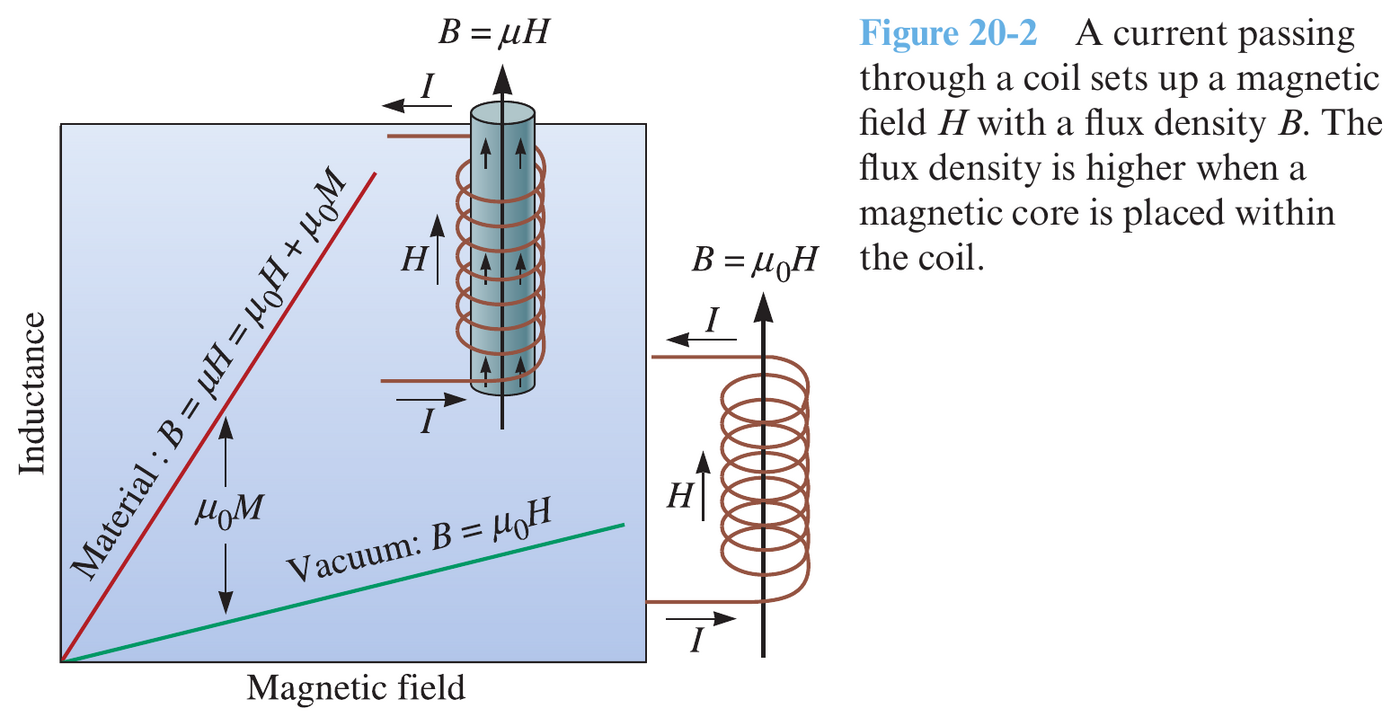 B = μH
I
H
I
Material : B = μH = μ₀H + μ₀M
μ₀M
Vacuum: B = μ₀H
Inductance
Magnetic field
B = μ₀H
I
H
I
Figure 20-2 A current passing
through a coil sets up a magnetic
field H with a flux density B. The
flux density is higher when a
magnetic core is placed within
the coil.